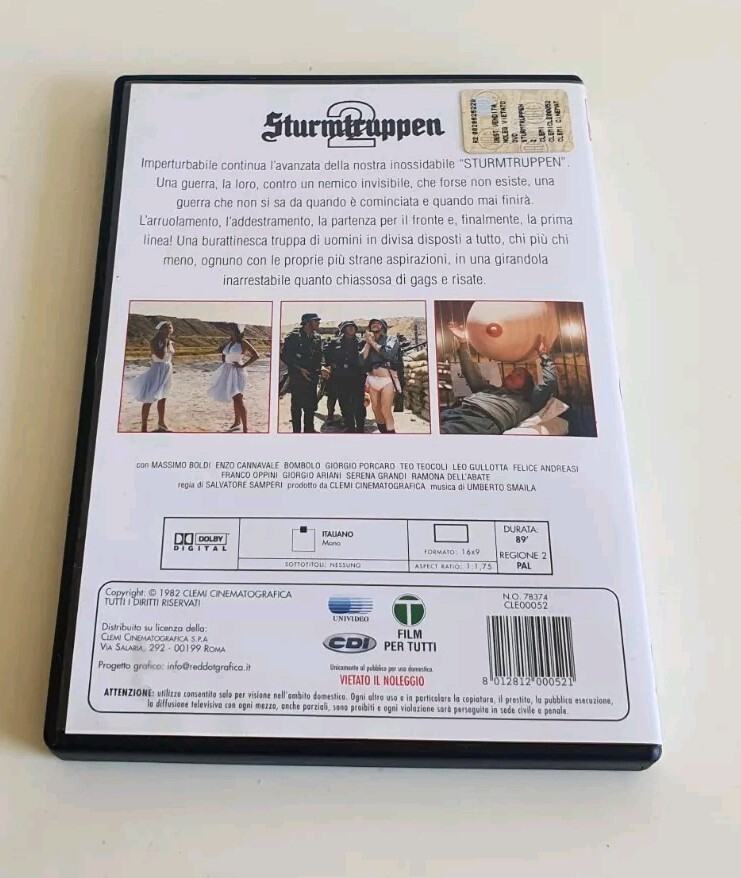 Sturmtruppen
2
Imperturbabile continua l'avanzata della nostra inossidabile "STURMTRUPPEN".
Una guerra, la loro, contro un nemico invisibile, che forse non esiste, una
guerra che non si sa da quando è cominciata e quando mai finirà.
L'arruolamento, l'addestramento, la partenza per il fronte e, finalmente, la prima
linea! Una burattinesca truppa di uomini in divisa disposti a tutto, chi più chi
meno, ognuno con le proprie più strane aspirazioni, in una girandola
inarrestabile quanto chiassosa di gags e risate.
con MASSIMO BOLDI ENZO CANNAVALE BOMBOLO GIORGIO PORCARO TEO TEOCOLI LEO GULLOTTA FELICE ANDREASI
FRANCO OPPINI GIORGIO ARIANI SERENA GRANDI RAMONA DELL'ABATE
regia di SALVATORE SAMPERI prodotto da CLEMI CINEMATOGRAFICA musica di UMBERTO SMAILA
DOLBY
DIGITAL
ITALIANO
Mono
SOTTOTITOLI: NESSUNO
FORMATO: 16x9
ASPECT RATIO: 1:1,75
DURATA:
89'
REGIONE 2
PAL
Copyright: © 1982 CLEMI CINEMATOGRAFICA
TUTTI I DIRITTI RISERVATI
Distribuito su licenza della:
CLEMI CINEMATOGRAFICA S.P.A
VIA SALARIA, 292 - 00199 ROMA
Progetto grafico: info@reddotgrafica.it
UNIVIDEO
CDI
T
FILM
PER TUTTI
Unicamente al pubblico per uso domestico.
VIETATO IL NOLEGGIO
N.O. 78374
CLE00052
8 012812 000521
ATTENZIONE: utilizzo consentito solo per visione nell'ambito domestico. Ogni altro uso e in particolare la copiatura, il prestito, la pubblica esecuzione,
la diffusione televisiva con ogni mezzo, anche parziali, sono proibiti e ogni violazione sarà perseguita in sede civile e penale.